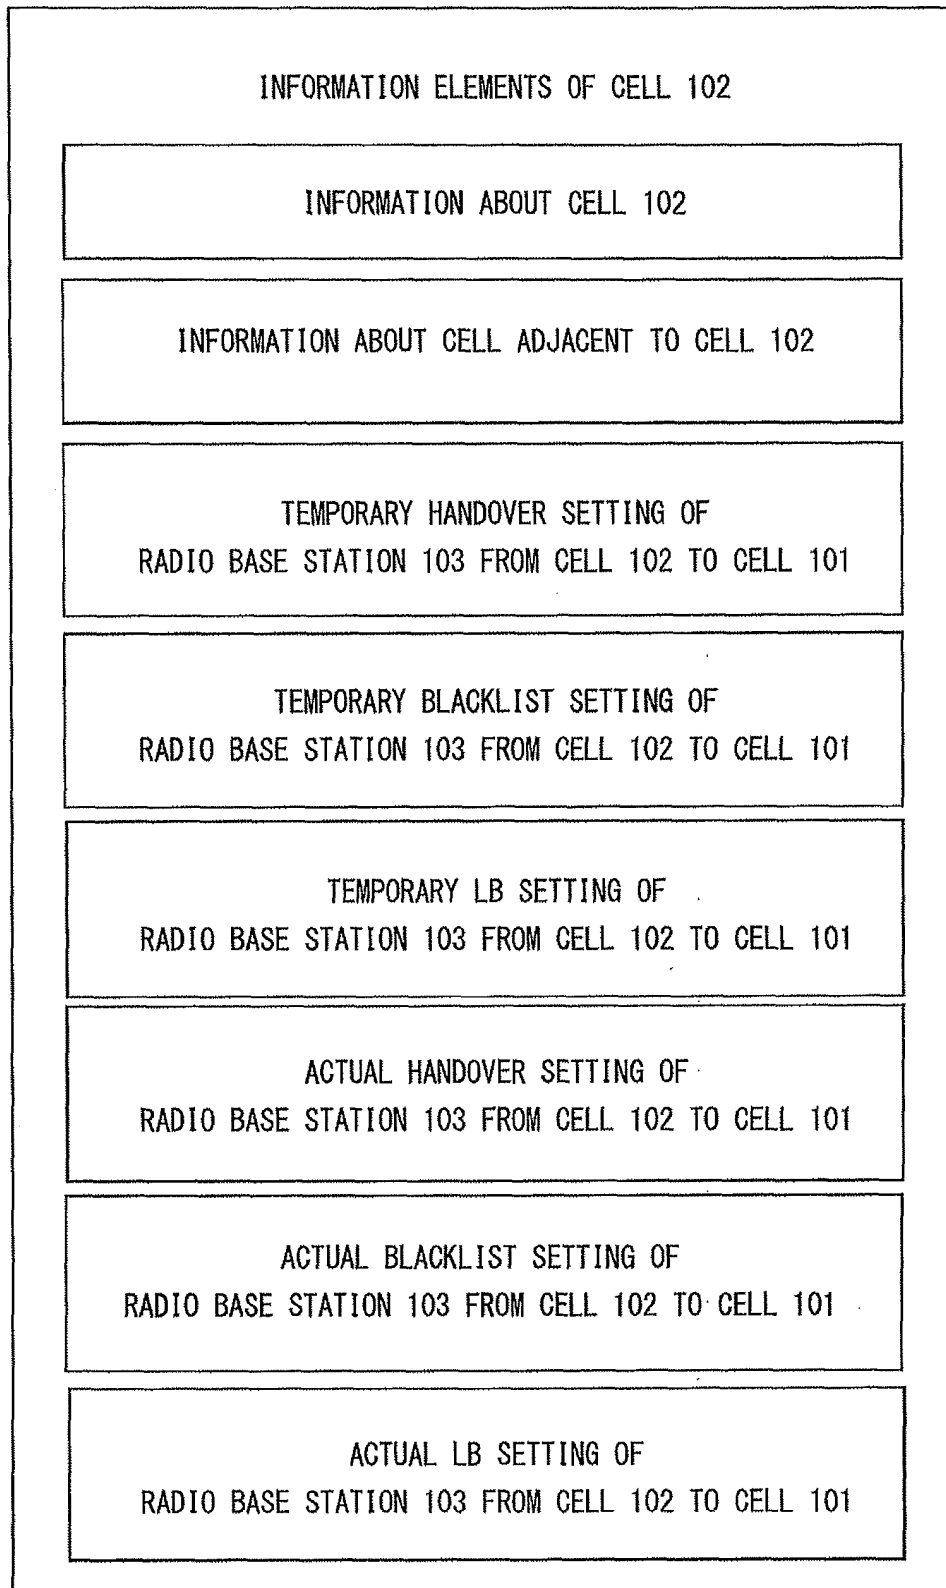 INFORMATION ELEMENTS OF CELL 102
INFORMATION ABOUT CELL 102
INFORMATION ABOUT CELL ADJACENT TO CELL 102
TEMPORARY HANDOVER SETTING OF
RADIO BASE STATION 103 FROM CELL 102 TO CELL 101
TEMPORARY BLACKLIST SETTING OF
RADIO BASE STATION 103 FROM CELL 102 TO CELL 101
TEMPORARY LB SETTING OF
RADIO BASE STATION 103 FROM CELL 102 TO CELL 101
ACTUAL HANDOVER SETTING OF
RADIO BASE STATION 103 FROM CELL 102 TO CELL 101
ACTUAL BLACKLIST SETTING OF
RADIO BASE STATION 103 FROM CELL 102 TO CELL 101
ACTUAL LB SETTING OF
RADIO BASE STATION 103 FROM CELL 102 TO CELL 101